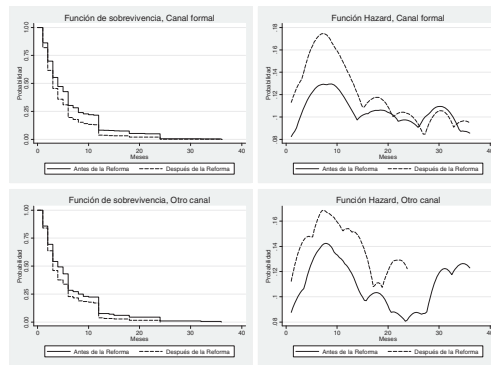 Función de sobrevivencia, Canal formal
Probabilidad
1.00
0.75
0.50
0.25
0.00
0 10 20 30 40
Meses
Antes de la Reforma Después de la Reforma
Función Hazard, Canal formal
Probabilidad
.18
.16
.14
.12
.1
.08
0 10 20 30 40
Meses
Antes de la Reforma Después de la Reforma
Función de sobrevivencia, Otro canal
Probabilidad
1.00
0.75
0.50
0.25
0.00
0 10 20 30 40
Meses
Antes de la Reforma Después de la Reforma
Función Hazard, Otro canal
Probabilidad
.16
.14
.12
.1
.08
0 10 20 30 40
Meses
Antes de la Reforma Después de la Reforma